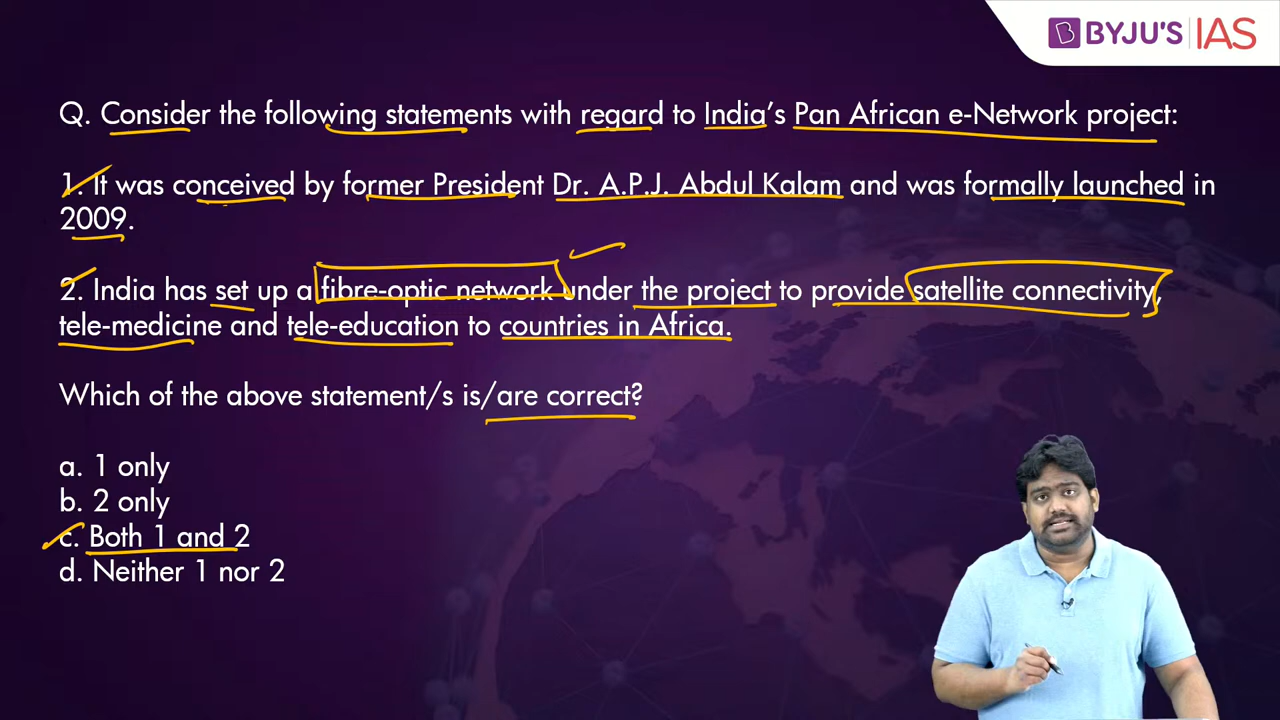 BYJU'S IAS
Q. Consider the following statements with regard to India's Pan African e-Network project:
1. It was conceived by former President Dr. A.P.J. Abdul Kalam and was formally launched in
2009.
2. India has set up a fibre-optic network under the project to provide satellite connectivity,
tele-medicine and tele-education to countries in Africa.
Which of the above statement/s is/are correct?
a. 1 only
b. 2 only
c. Both 1 and 2
d. Neither 1 nor 2